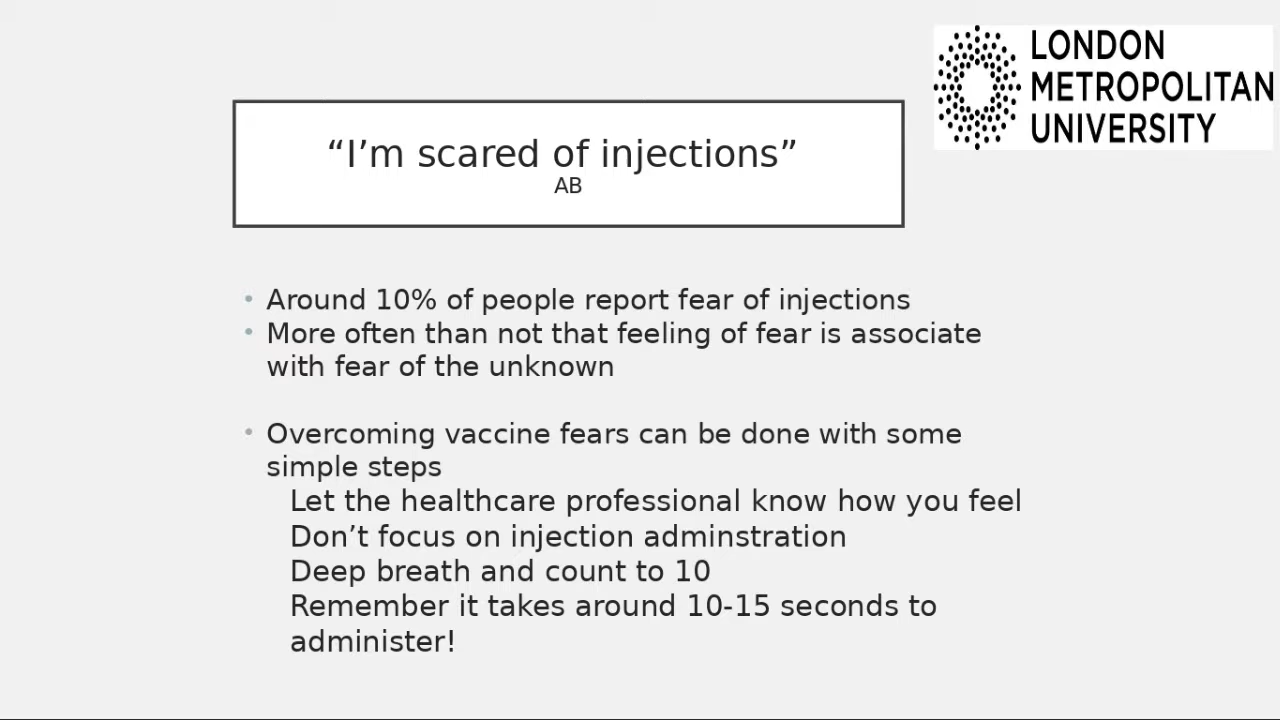 LONDON
METROPOLITAN
UNIVERSITY
“I’m scared of injections”
AB
• Around 10% of people report fear of injections
• More often than not that feeling of fear is associate
with fear of the unknown
• Overcoming vaccine fears can be done with some
simple steps
Let the healthcare professional know how you feel
Don’t focus on injection adminstration
Deep breath and count to 10
Remember it takes around 10-15 seconds to
administer!